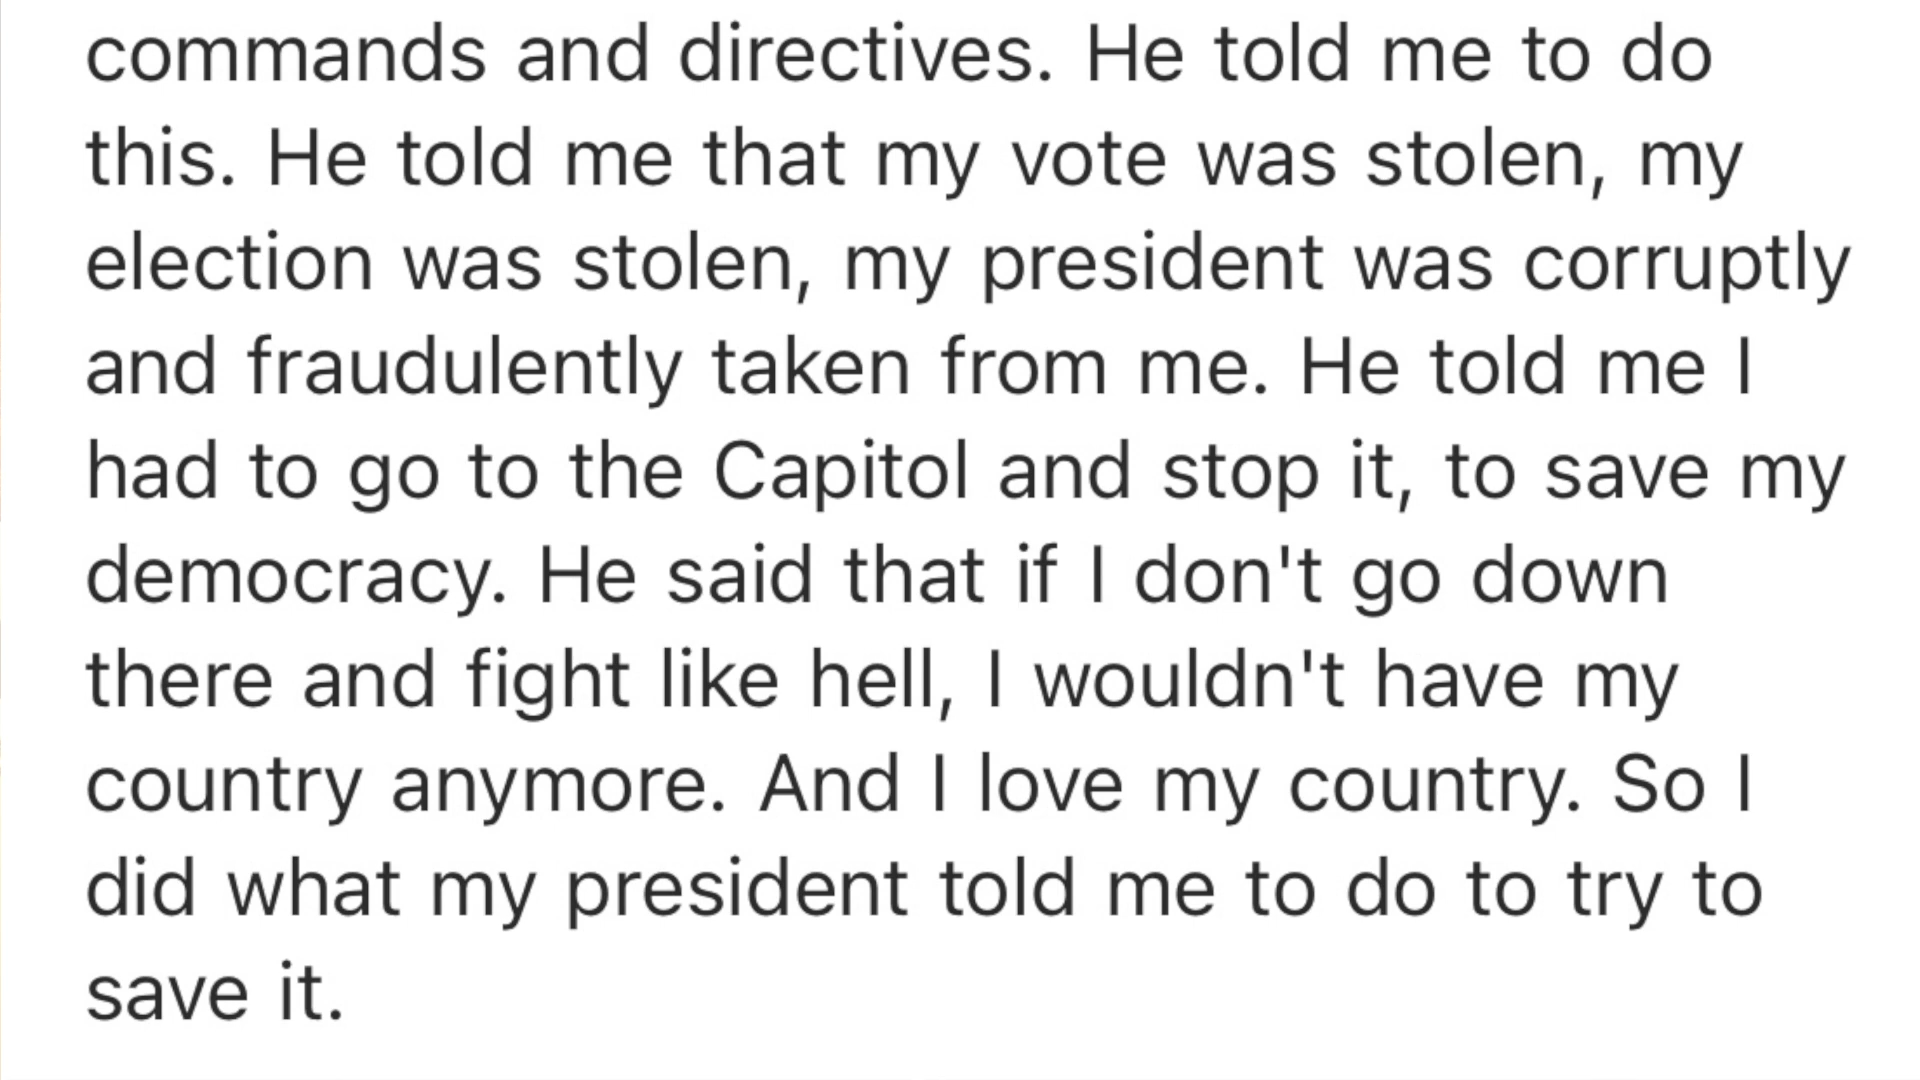 commands and directives. He told me to do
this. He told me that my vote was stolen, my
election was stolen, my president was corruptly
and fraudulently taken from me. He told me I
had to go to the Capitol and stop it, to save my
democracy. He said that if I don't go down
there and fight like hell, I wouldn't have my
country anymore. And I love my country. So I
did what my president told me to do to try to
save it.